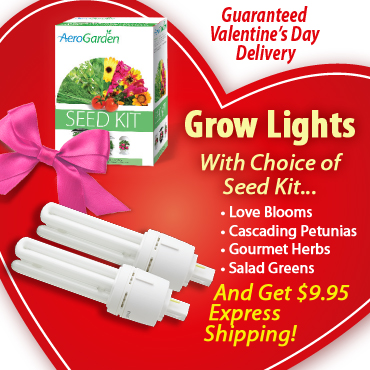 Guaranteed
Valentine's Day
Delivery
AeroGarden
SEED KIT
Grow Lights
With Choice of
Seed Kit...
• Love Blooms
• Cascading Petunias
• Gourmet Herbs
• Salad Greens
And Get $9.95
Express
Shipping!